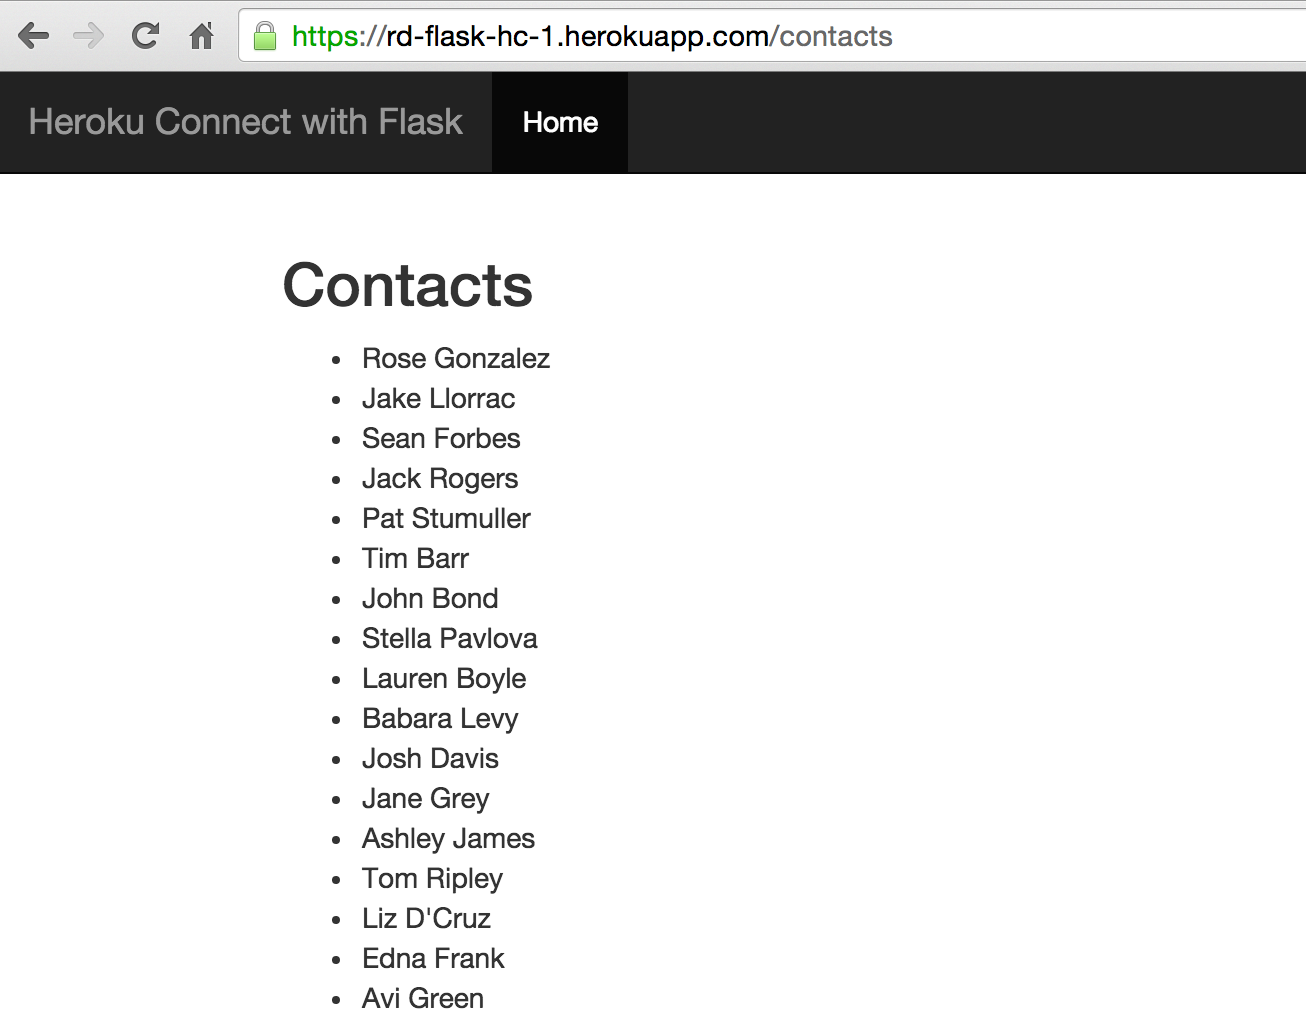 https://rd-flask-hc-1.herokuapp.com/contacts
Heroku Connect with Flask Home
Contacts
• Rose Gonzalez
• Jake Llorrac
• Sean Forbes
• Jack Rogers
• Pat Stumuller
• Tim Barr
• John Bond
• Stella Pavlova
• Lauren Boyle
• Babara Levy
• Josh Davis
• Jane Grey
• Ashley James
• Tom Ripley
• Liz D'Cruz
• Edna Frank
• Avi Green